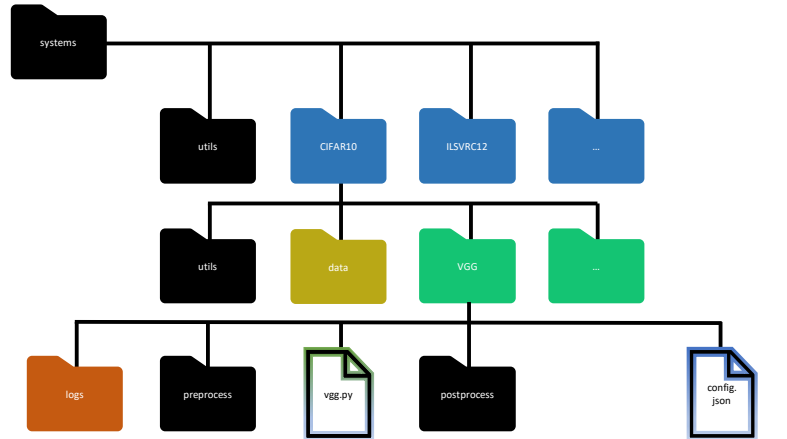 systems
utils
CIFAR10
ILSVRC12
...
utils
data
VGG
...
logs
preprocess
vgg.py
postprocess
config.
json